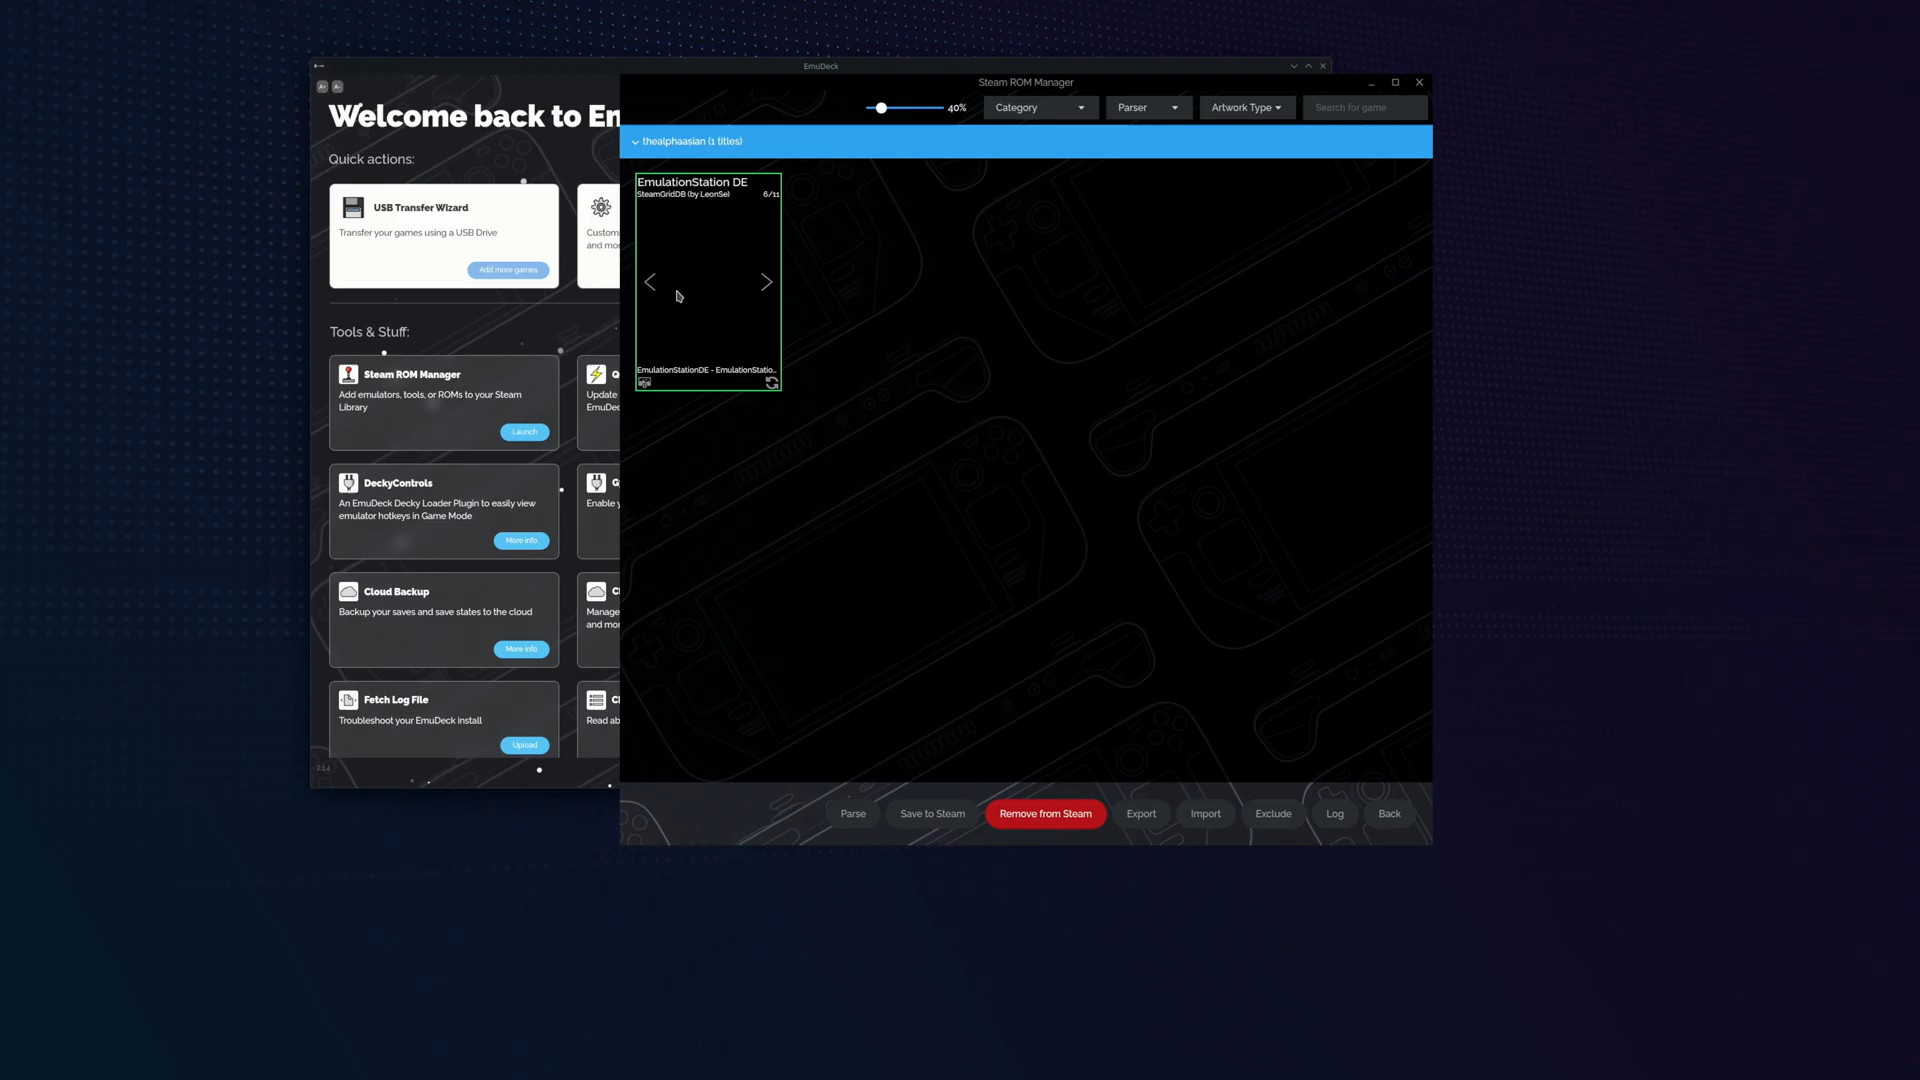 EmuDeck
A+ A-
Welcome back to Em
Quick actions:
USB Transfer Wizard
Transfer your games using a USB Drive
Add more games
Custom
and mo
Tools & Stuff:
Steam ROM Manager
Add emulators, tools, or ROMs to your Steam
Library
Launch
Update
EmuDec
DeckyControls
An EmuDeck Decky Loader Plugin to easily view
emulator hotkeys in Game Mode
More info
Enable y
Cloud Backup
Backup your saves and save states to the cloud
More info
Manage
and mor
Fetch Log File
Troubleshoot your EmuDeck install
Upload
Read ab
2.1.4
Steam ROM Manager
40%
Category
Parser
Artwork Type
Search for game
thealphaasian (1 titles)
EmulationStation DE
SteamGridDB (by LeonSe) 6/11
EmulationStationDE - EmulationStatio...
Parse
Save to Steam
Remove from Steam
Export
Import
Exclude
Log
Back